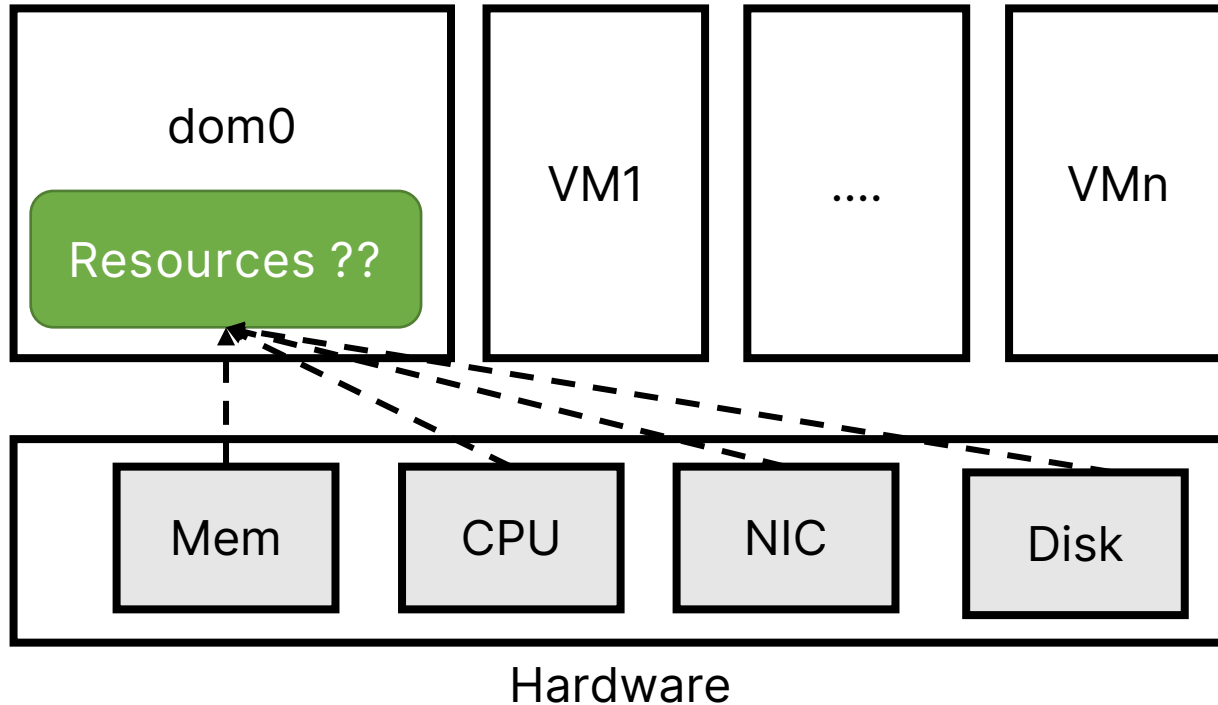 dom0
Resources ??
VM1
....
VMn
Mem
CPU
NIC
Disk
Hardware